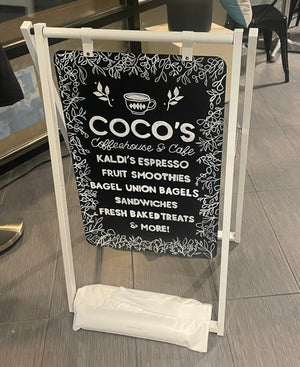 COCO'S
Coffeehouse & Cafe
KALDI'S ESPRESSO
FRUIT SMOOTHIES
BAGEL UNION BAGELS
SANDWICHES
FRESH BAKED TREATS
& MORE!